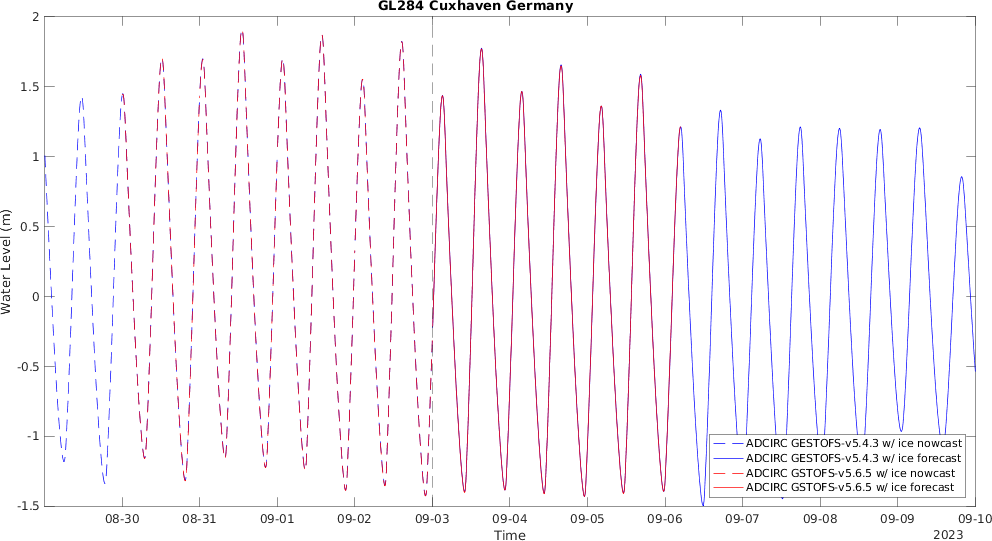 GL284 Cuxhaven Germany
2
1.5
1
0.5
0
-0.5
-1
-1.5
Water Level (m)
ADCIRC GESTOFS-v5.4.3 w/ ice nowcast
ADCIRC GESTOFS-v5.4.3 w/ ice forecast
ADCIRC GSTOFS-v5.6.5 w/ ice nowcast
ADCIRC GSTOFS-v5.6.5 w/ ice forecast
08-30 08-31 09-01 09-02 09-03 09-04 09-05 09-06 09-07 09-08 09-09 09-10
Time
2023